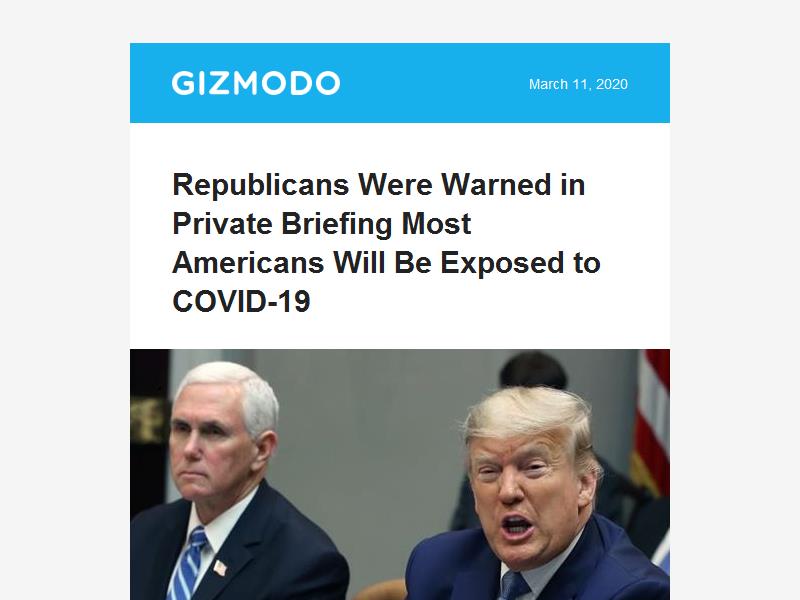 GIZMODO
March 11, 2020
Republicans Were Warned in
Private Briefing Most
Americans Will Be Exposed to
COVID-19